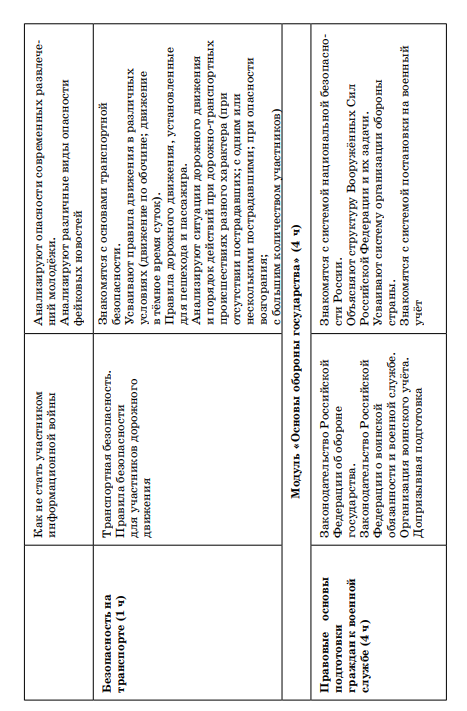 Как не стать участником
информационной войны
Анализируют опасности современных развлече-
ний молодёжи.
Анализируют различные виды опасности
фейковых новостей
Безопасность на
транспорте (1 ч)
Транспортная безопасность.
Правила безопасности
для участников дорожного
движения
Знакомятся с основами транспортной
безопасности.
Усваивают правила движения в различных
условиях (движение по обочине; движение
в тёмное время суток).
Правила дорожного движения, установленные
для пешехода и пассажира.
Анализируют ситуации дорожного движения
и порядок действий при дорожно-транспортных
происшествиях разного характера (при
отсутствии пострадавших; с одним или
несколькими пострадавшими; при опасности
возгорания;
с большим количеством участников)
Модуль «Основы обороны государства» (4 ч)
Правовые основы
подготовки
граждан к военной
службе (4 ч)
Законодательство Российской
Федерации об обороне
государства.
Законодательство Российской
Федерации о воинской
обязанности и военной службе.
Организация воинского учёта.
Допризывная подготовка
Знакомятся с системой национальной безопасно-
сти России.
Объясняют структуру Вооружённых Сил
Российской Федерации и их задачи.
Усваивают систему организации обороны
страны.
Знакомятся с системой постановки на военный
учёт